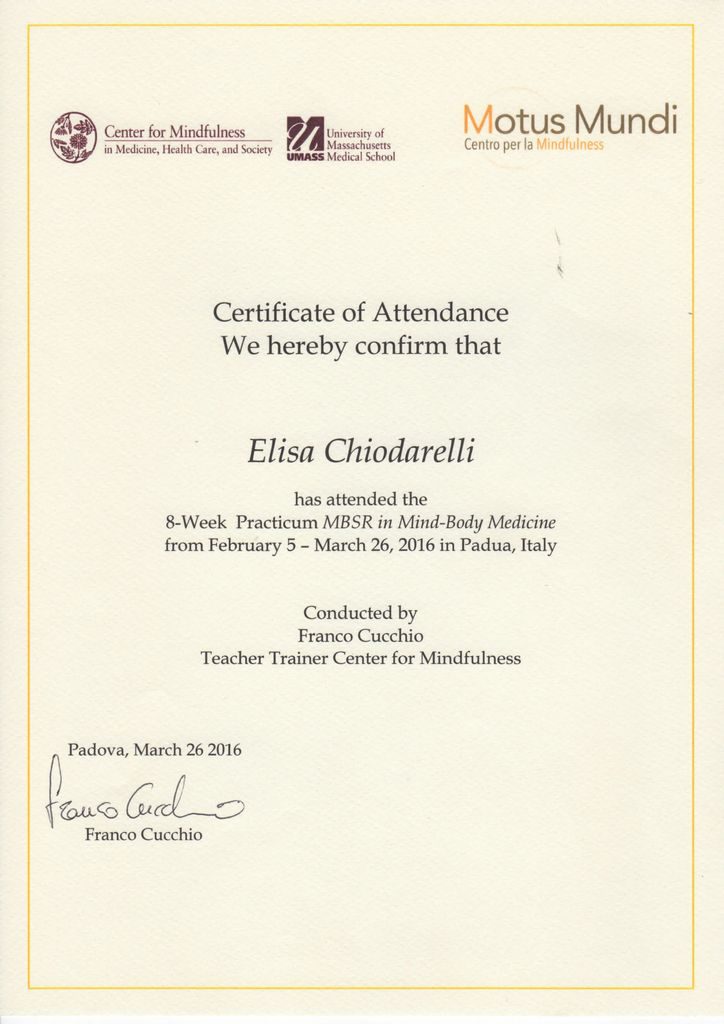 Center for Mindfulness
in Medicine, Health Care, and Society
UMASS
University of
Massachusetts
Medical School
Motus Mundi
Centro per la Mindfulness
Certificate of Attendance
We hereby confirm that
Elisa Chiodarelli
has attended the
8-Week Practicum MBSR in Mind-Body Medicine
from February 5 – March 26, 2016 in Padua, Italy
Conducted by
Franco Cucchio
Teacher Trainer Center for Mindfulness
Padova, March 26 2016
Franco Cucchio
Franco Cucchio